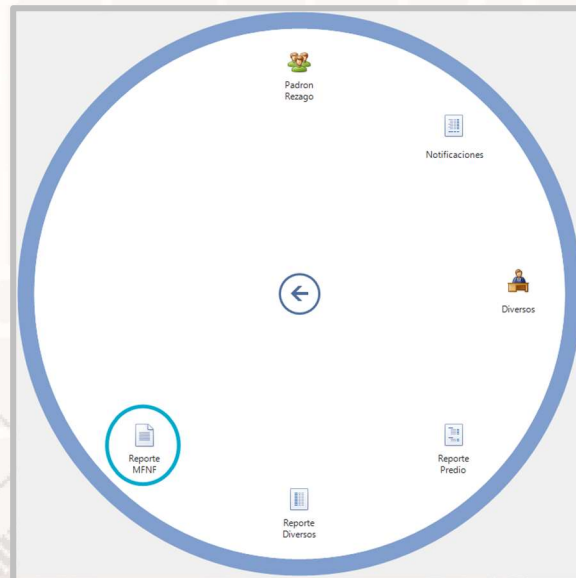 Padron
Rezago
Notificaciones
Diversos
Reporte
Predio
Reporte
Diversos
Reporte
MFNF